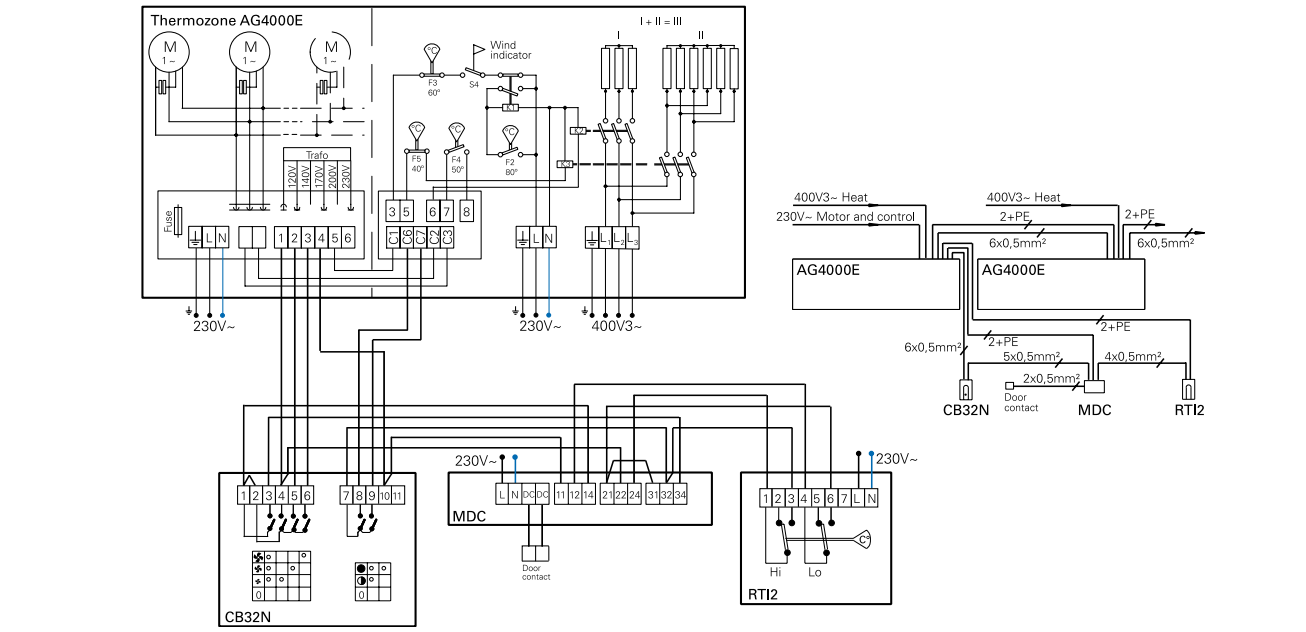 Thermozone AG4000E
M
1 ~
M
1 ~
M
1 ~
°C
F3
60°
S4
Wind
indicator
I + II = III
I
II
K1
°C
F5
40°
°C
F4
50°
°C
F2
80°
K2
K3
Trafo
120V
140V
170V
200V
230V
Fuse
L N
1 2 3 4 5 6
3 5 6 7 8
C1 C6 C7 C2 C3
L N
L1 L2 L3
230V~
230V~
400V3~
400V3~ Heat
230V~ Motor and control
400V3~ Heat
2+PE
6x0,5mm²
2+PE
6x0,5mm²
AG4000E
AG4000E
2+PE
6x0,5mm²
2+PE
5x0,5mm²
4x0,5mm²
2x0,5mm²
Door
contact
CB32N
MDC
RTI2
1 2 3 4 5 6
7 8 9 10 11
0
0
CB32N
230V~
L N DC DC
11 12 14
21 22 24
31 32 34
MDC
Door
contact
230V~
1 2 3 4 5 6 7 L N
C°
Hi
Lo
RTI2